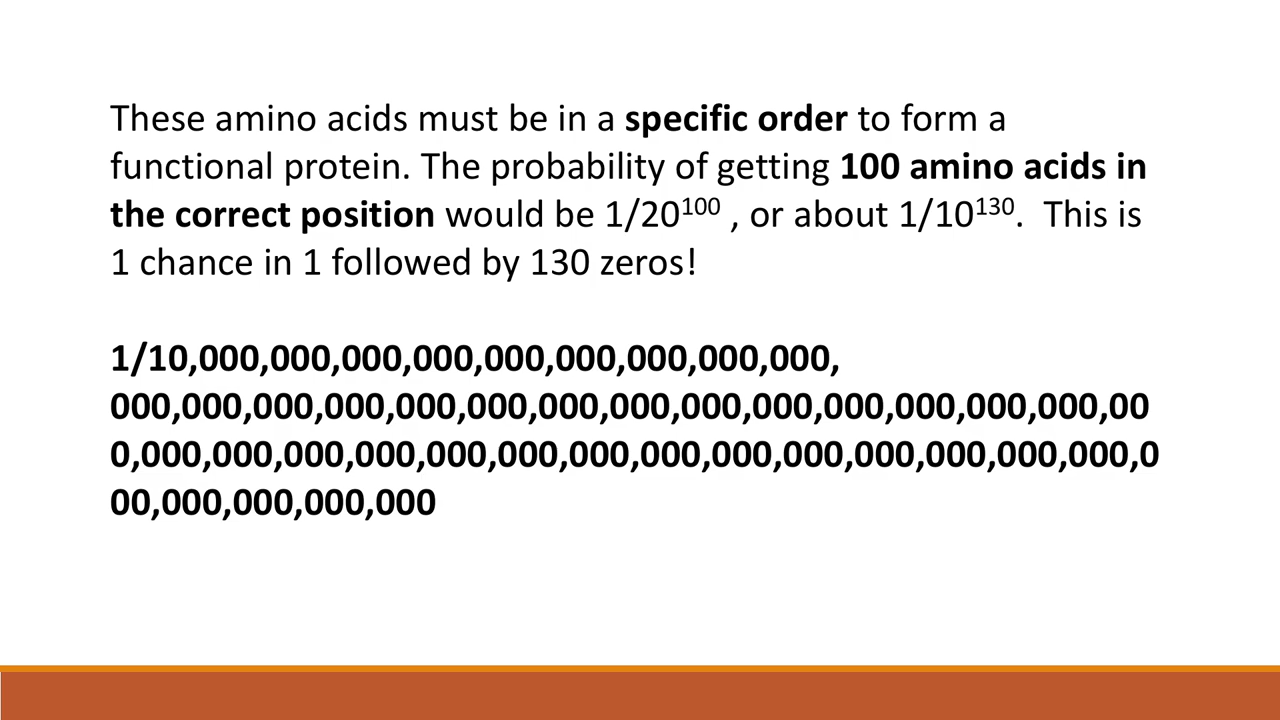 These amino acids must be in a specific order to form a
functional protein. The probability of getting 100 amino acids in
the correct position would be 1/20¹⁰⁰ , or about 1/10¹³⁰.  This is
1 chance in 1 followed by 130 zeros!
1/10,000,000,000,000,000,000,000,000,000,
000,000,000,000,000,000,000,000,000,000,000,000,000,000,00
0,000,000,000,000,000,000,000,000,000,000,000,000,000,000,0
00,000,000,000,000